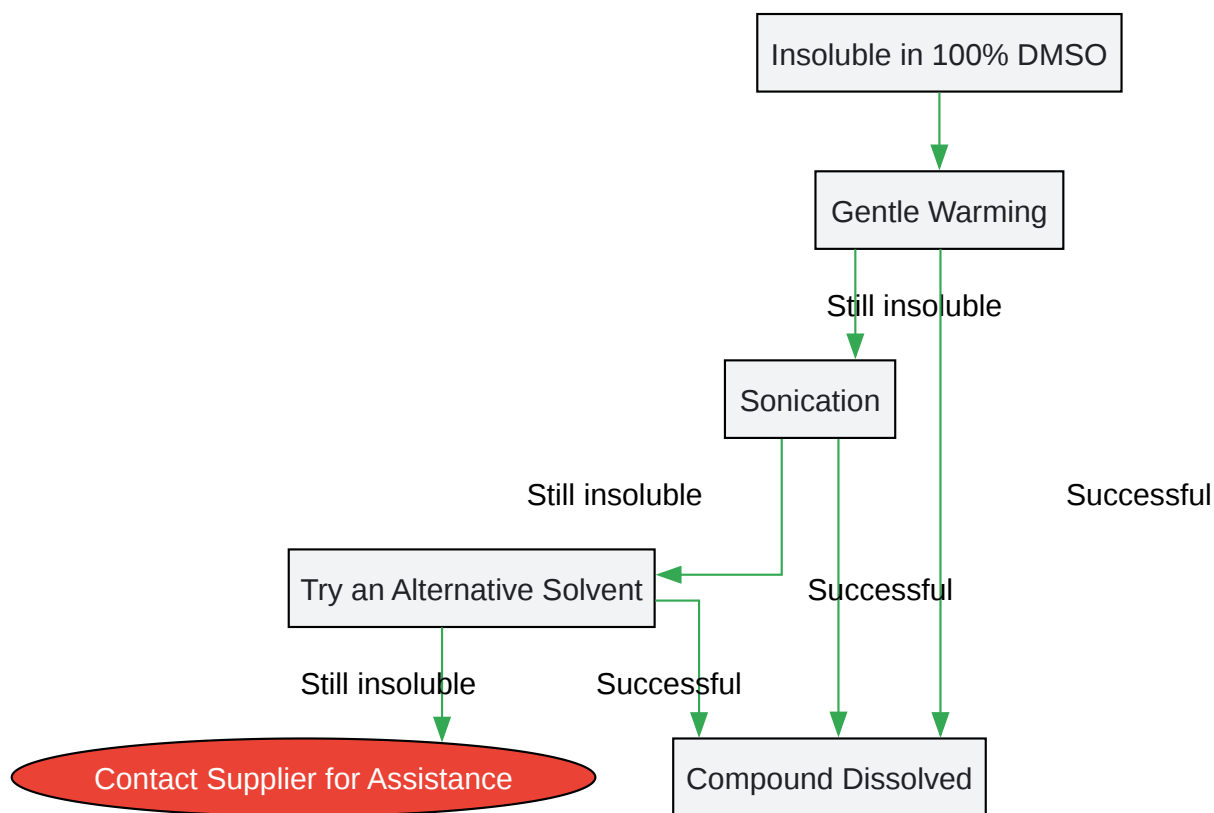 Insoluble in 100% DMSO
Gentle Warming
Still insoluble
Sonication
Still insoluble
Successful
Try an Alternative Solvent
Successful
Still insoluble
Successful
Contact Supplier for Assistance
Compound Dissolved